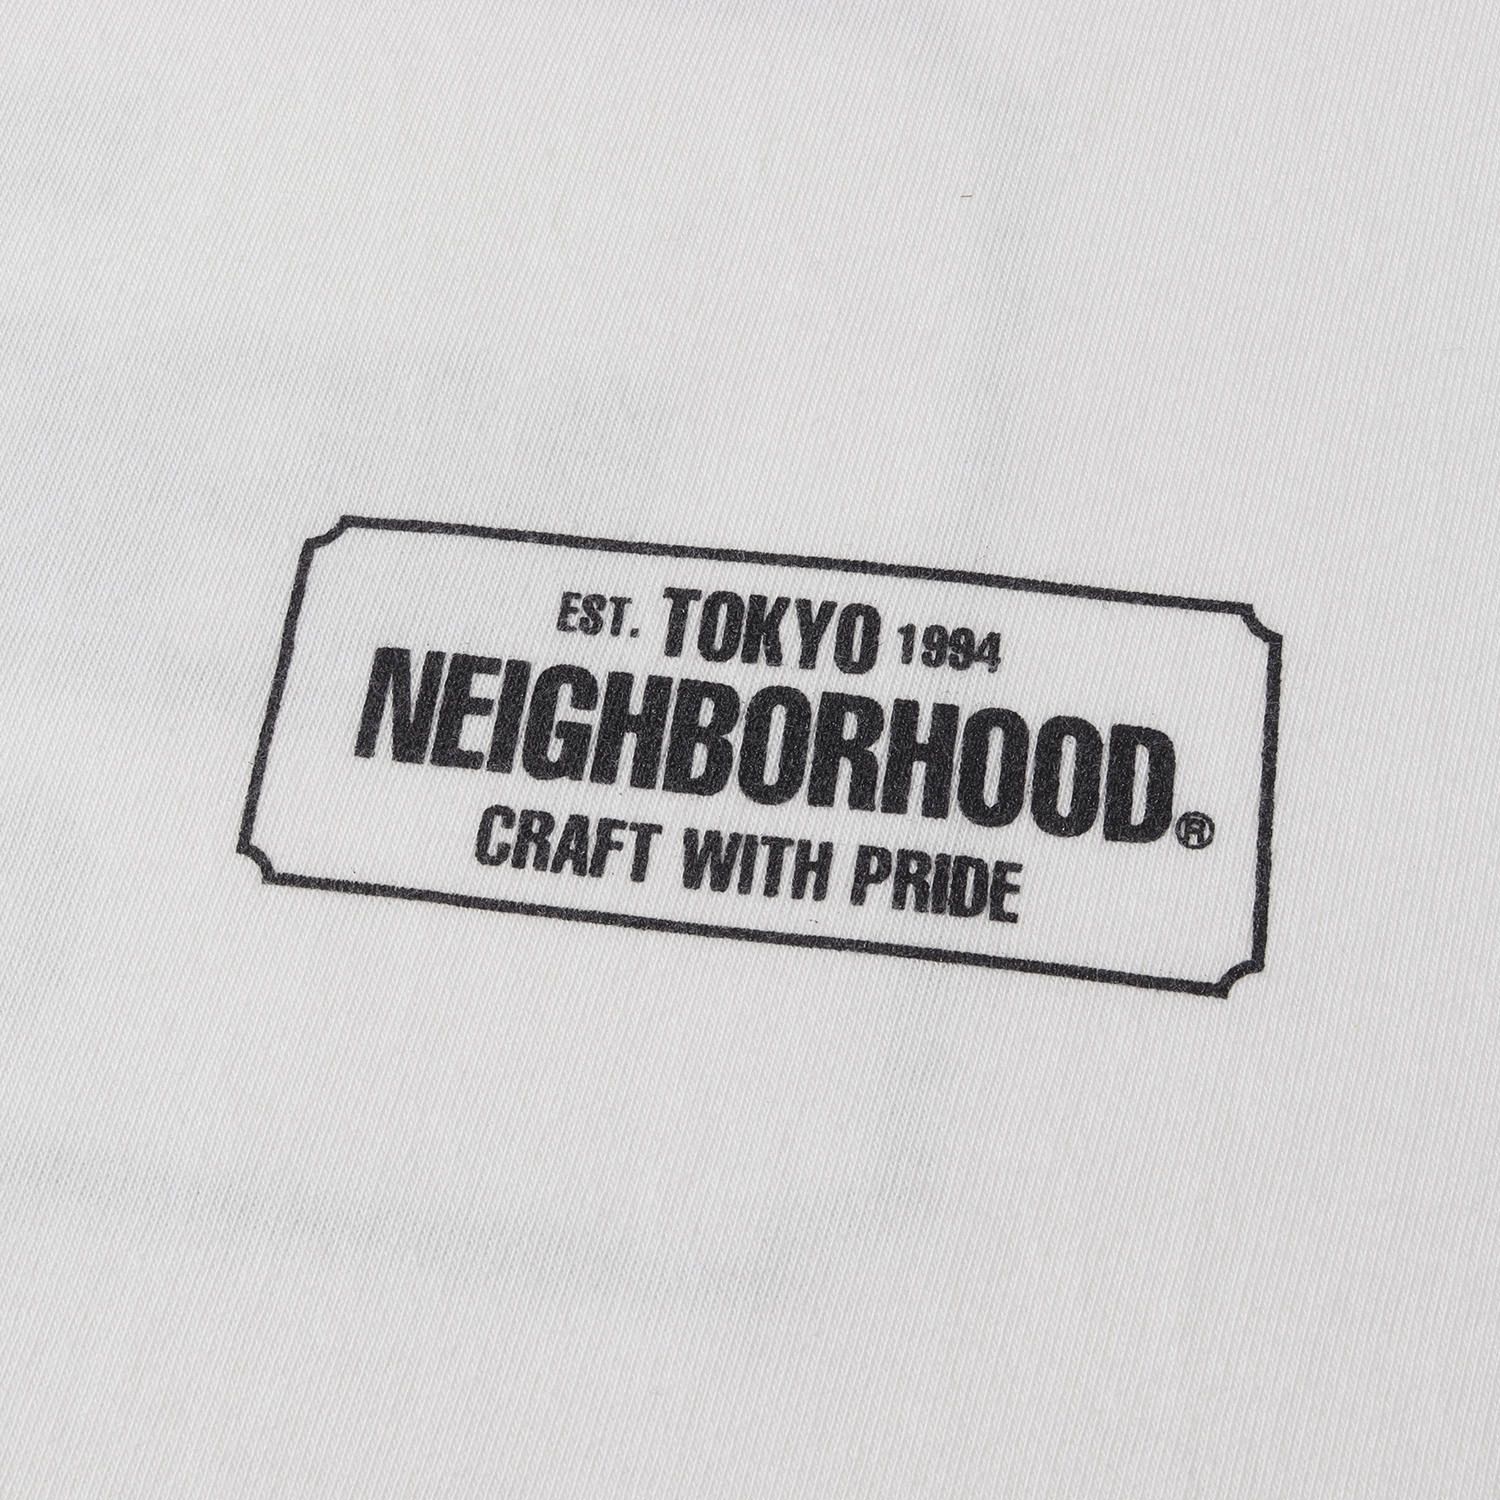 EST. TOKYO 1994
NEIGHBORHOOD®
CRAFT WITH PRIDE